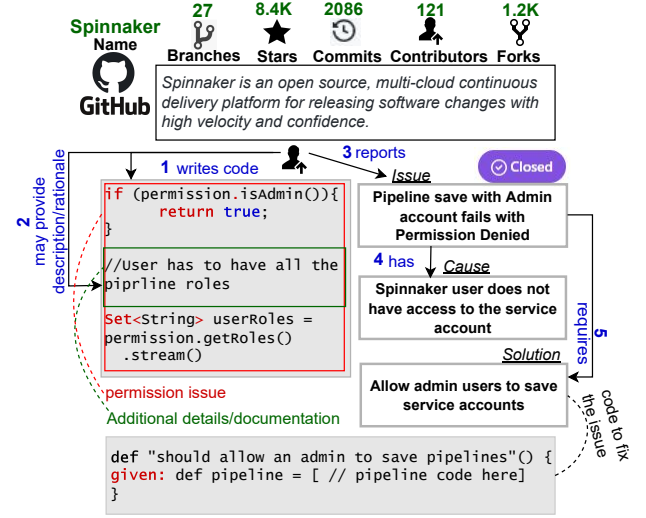 Spinnaker
Name
GitHub
27
Branches
8.4K
Stars
2086
Commits
121
Contributors
1.2K
Forks
Spinnaker is an open source, multi-cloud continuous
delivery platform for releasing software changes with
high velocity and confidence.
1 writes code
2
may provide
description/rationale
if (permission.isAdmin()){
return true;
}
//User has to have all the
piprline roles
Set<String> userRoles =
permission.getRoles()
.stream()
permission issue
Additional details/documentation
3 reports
Issue
Closed
Pipeline save with Admin
account fails with
Permission Denied
4 has
Cause
Spinnaker user does not
have access to the service
account
5
requires
Solution
Allow admin users to save
service accounts
code to fix
the issue
def "should allow an admin to save pipelines"() {
given: def pipeline = [ // pipeline code here]
}